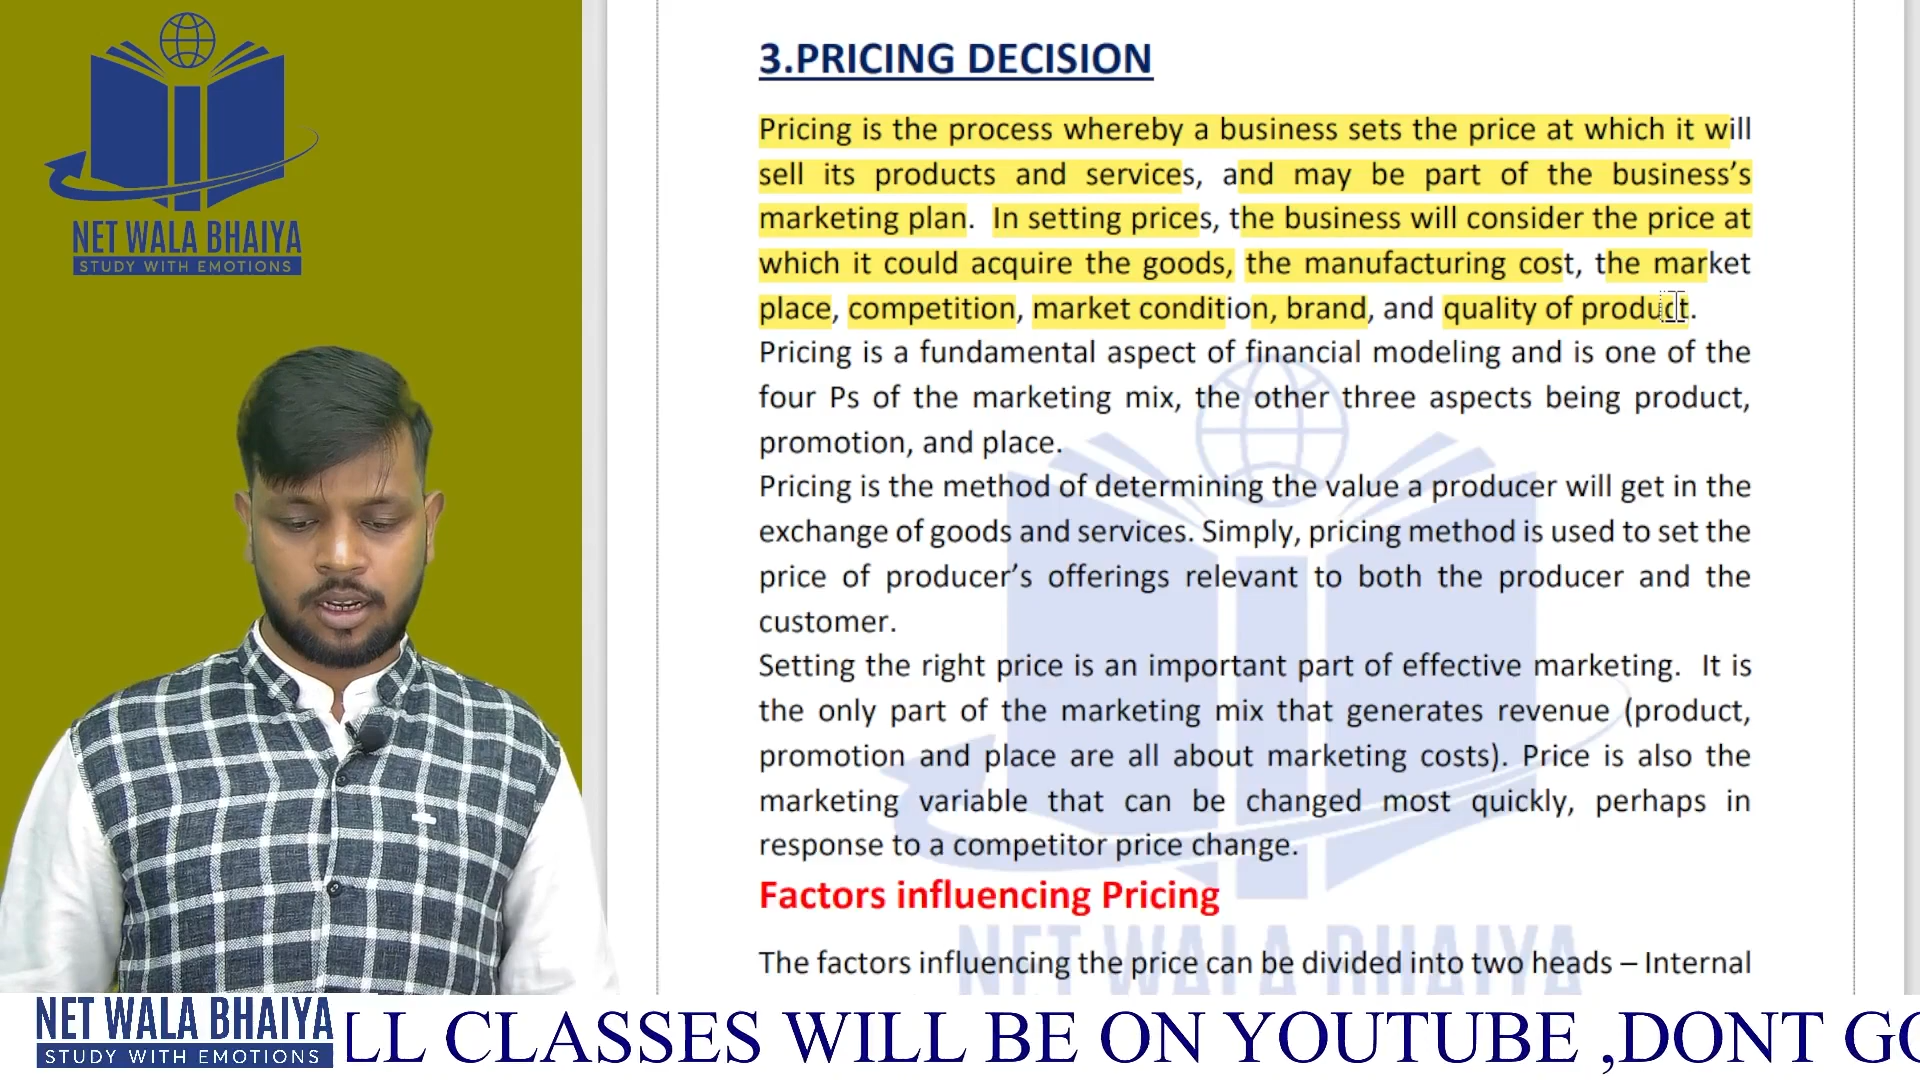 NET WALA BHAIYA
STUDY WITH EMOTIONS
3.PRICING DECISION
Pricing is the process whereby a business sets the price at which it will
sell its products and services, and may be part of the business’s
marketing plan. In setting prices, the business will consider the price at
which it could acquire the goods, the manufacturing cost, the market
place, competition, market condition, brand, and quality of product.
Pricing is a fundamental aspect of financial modeling and is one of the
four Ps of the marketing mix, the other three aspects being product,
promotion, and place.
Pricing is the method of determining the value a producer will get in the
exchange of goods and services. Simply, pricing method is used to set the
price of producer’s offerings relevant to both the producer and the
customer.
Setting the right price is an important part of effective marketing. It is
the only part of the marketing mix that generates revenue (product,
promotion and place are all about marketing costs). Price is also the
marketing variable that can be changed most quickly, perhaps in
response to a competitor price change.
Factors influencing Pricing
NET WALA BHAIYA
The factors influencing the price can be divided into two heads – Internal
NET WALA BHAIYA
STUDY WITH EMOTIONS
LL CLASSES WILL BE ON YOUTUBE ,DONT GO